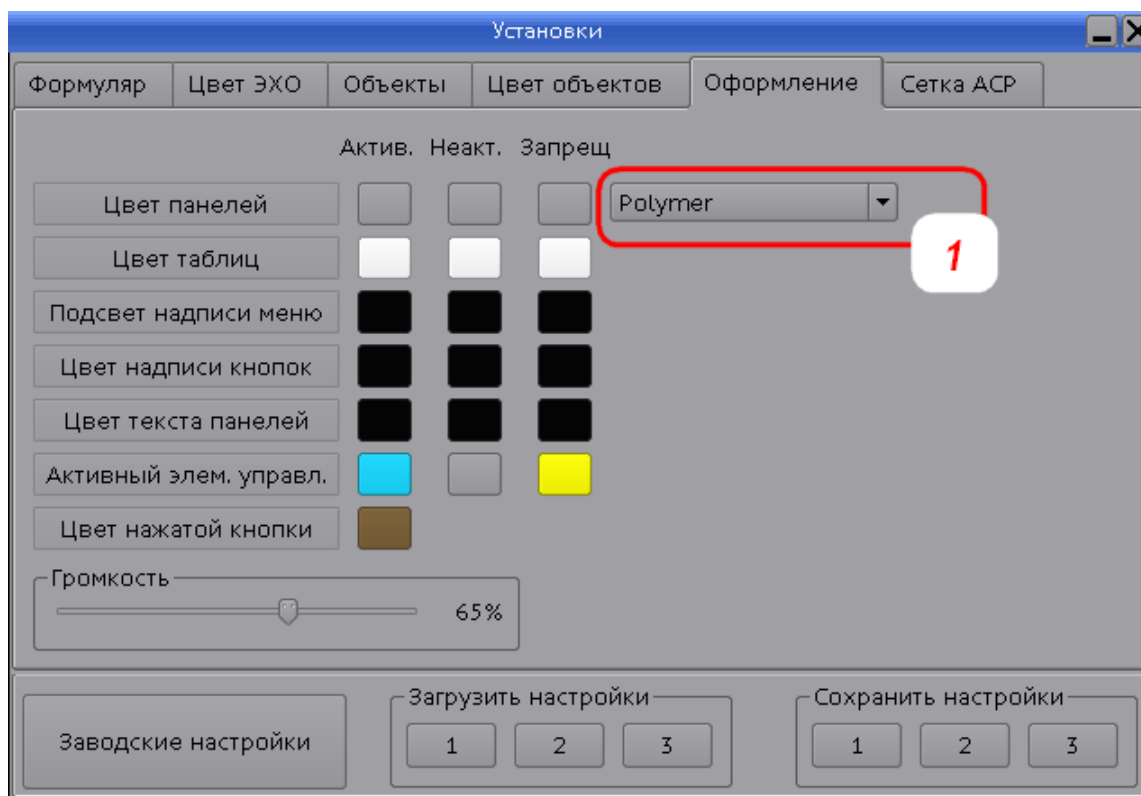 Установки
Формуляр Цвет ЭХО Объекты Цвет объектов Оформление Сетка АСР
Актив. Неакт. Запрещ
Цвет панелей Polymer
1
Цвет таблиц
Подсвет надписи меню
Цвет надписи кнопок
Цвет текста панелей
Активный элем. управл.
Цвет нажатой кнопки
Громкость
65%
Загрузить настройки Сохранить настройки
Заводские настройки 1 2 3 1 2 3